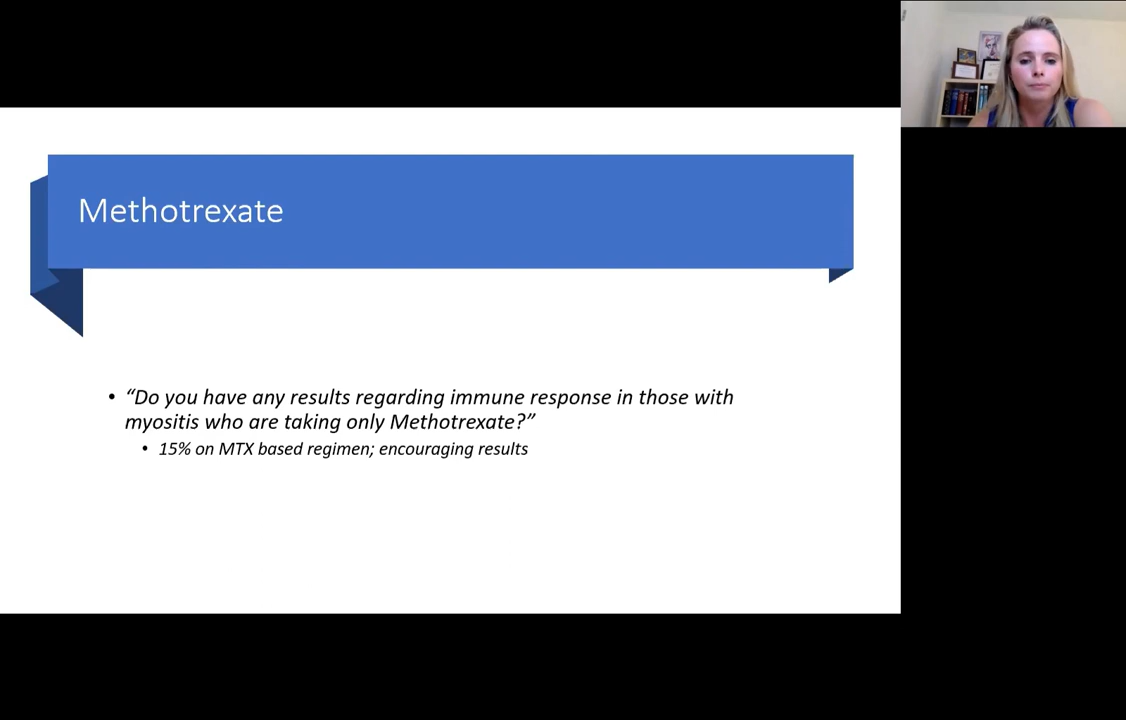 Methotrexate
• “Do you have any results regarding immune response in those with
myositis who are taking only Methotrexate?”
• 15% on MTX based regimen; encouraging results